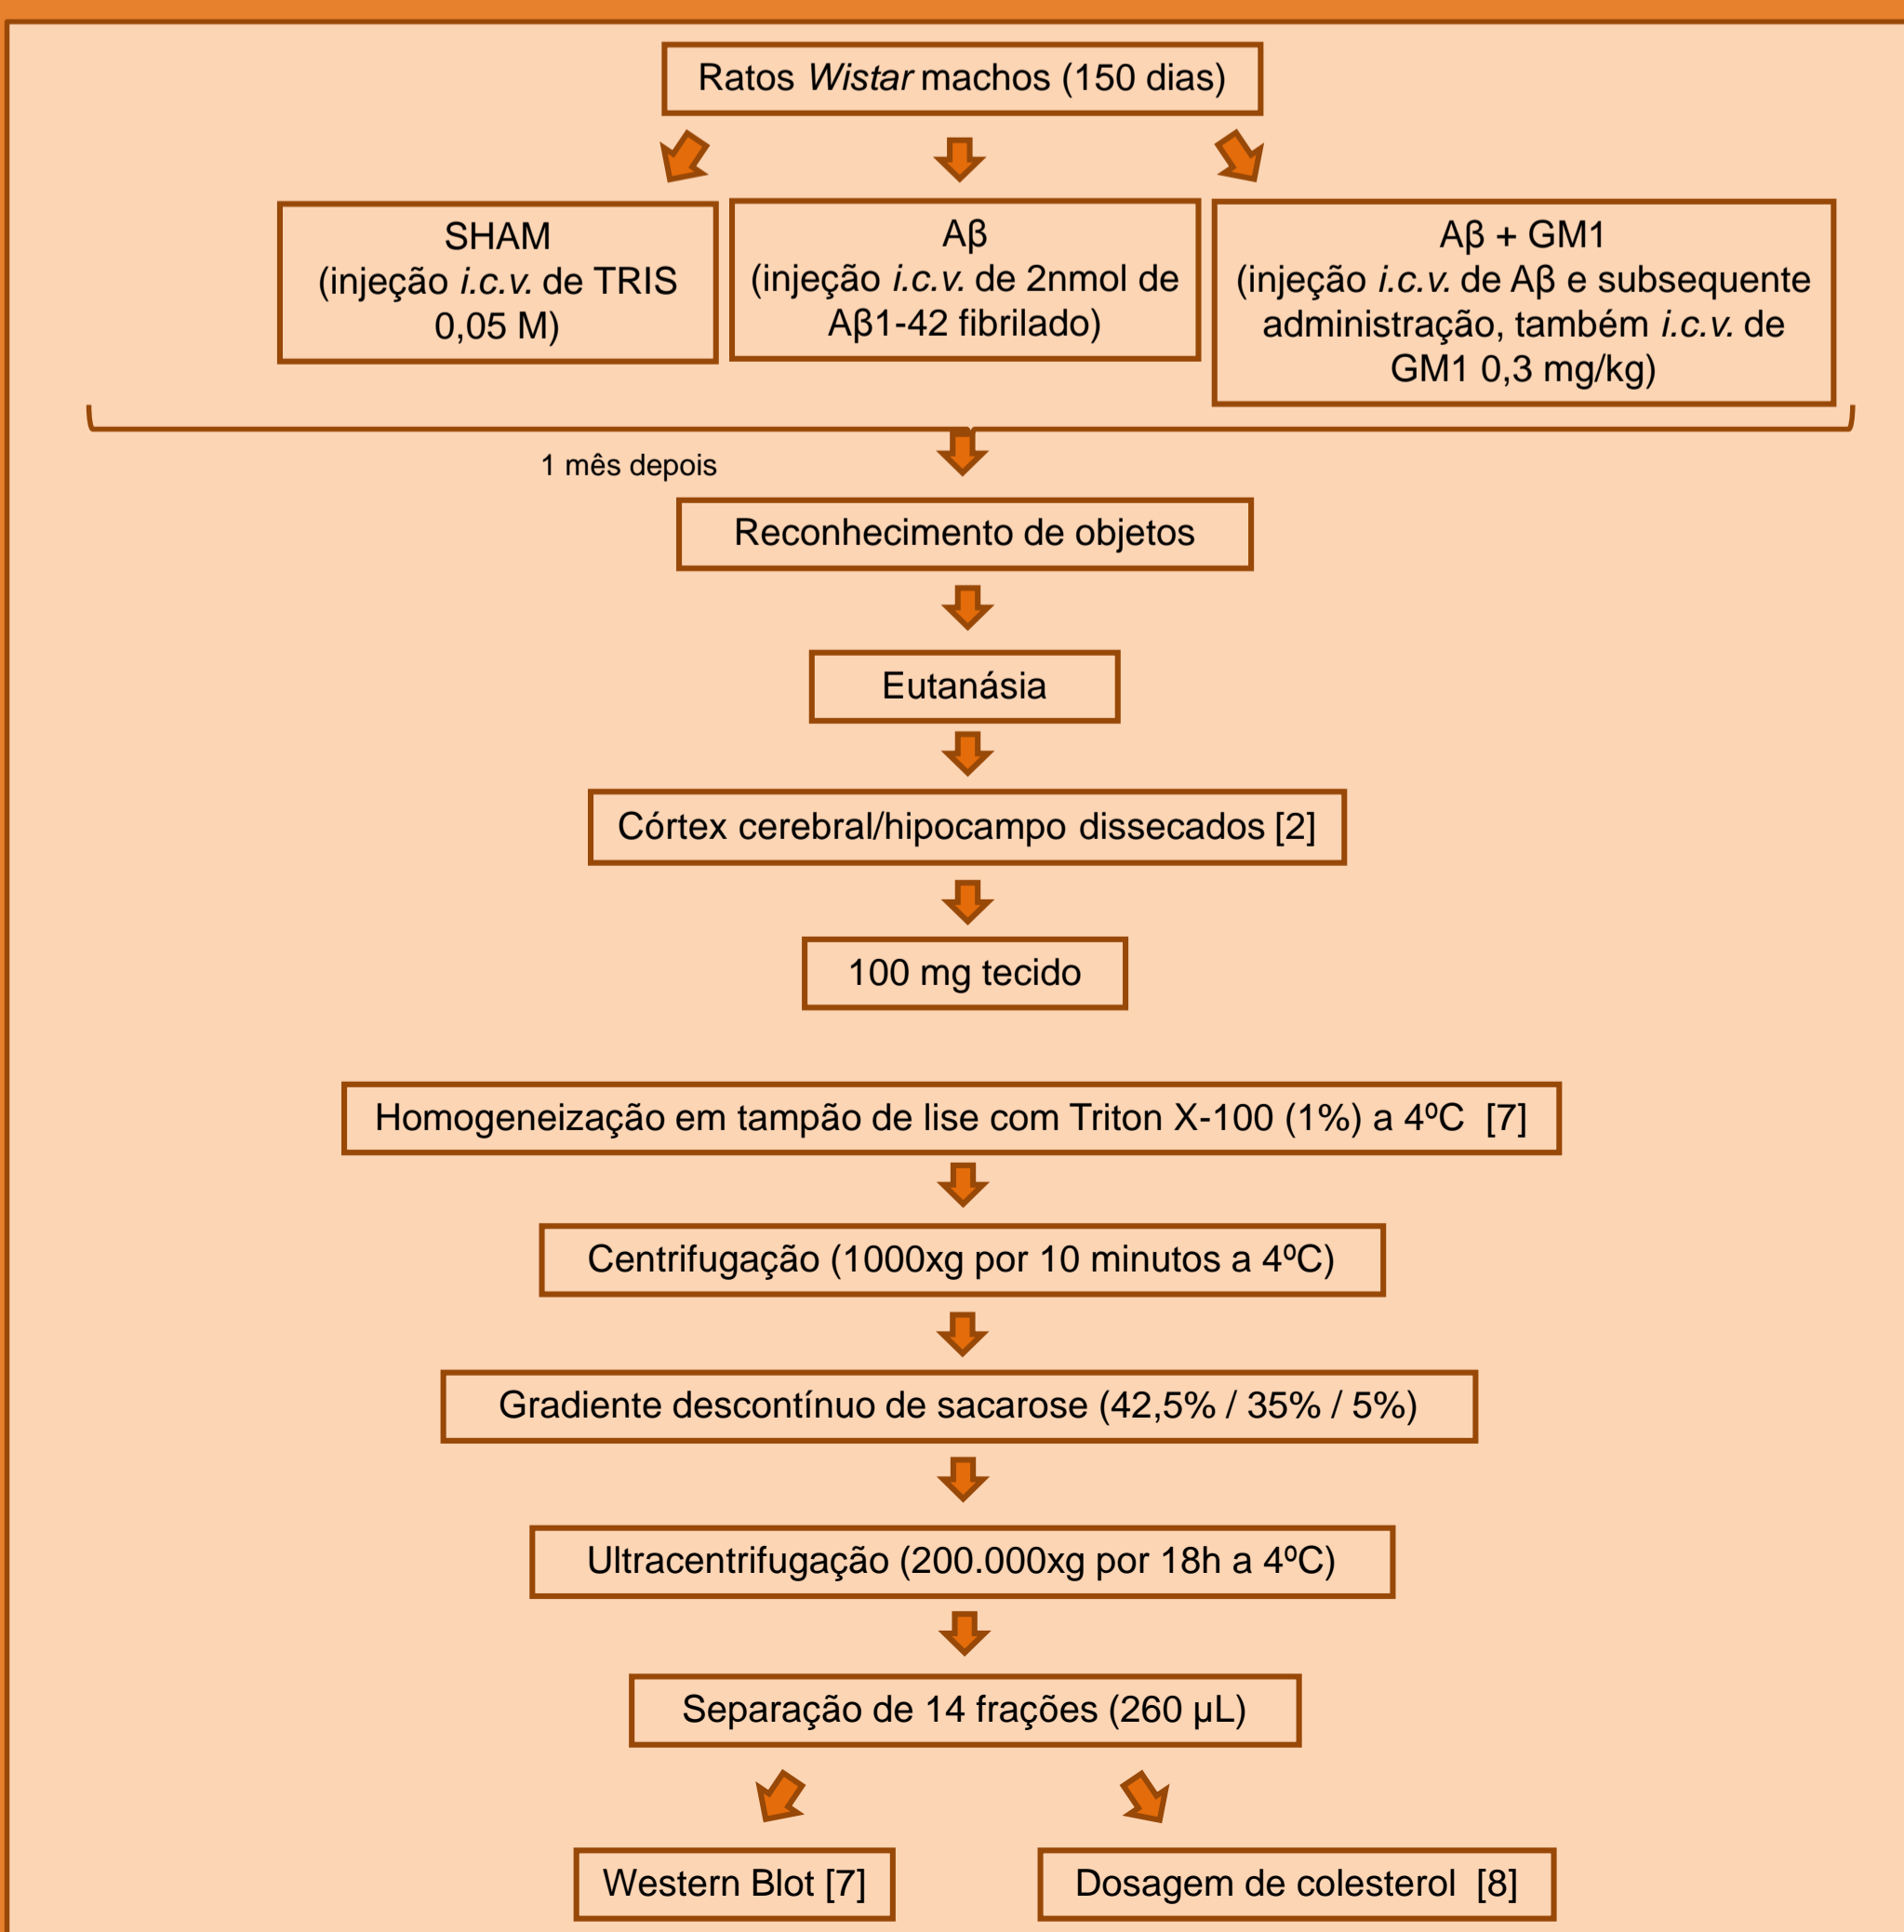 Ratos Wistar machos (150 dias)
SHAM
(injeção i.c.v. de TRIS
0,05 M)
Aβ
(injeção i.c.v. de 2nmol de
Aβ1-42 fibrilado)
Aβ + GM1
(injeção i.c.v. de Aβ e subsequente
administração, também i.c.v. de
GM1 0,3 mg/kg)
1 mês depois
Reconhecimento de objetos
Eutanásia
Córtex cerebral/hipocampo dissecados [2]
100 mg tecido
Homogeneização em tampão de lise com Triton X-100 (1%) a 4ºC [7]
Centrifugação (1000xg por 10 minutos a 4ºC)
Gradiente descontínuo de sacarose (42,5% / 35% / 5%)
Ultracentrifugação (200.000xg por 18h a 4ºC)
Separação de 14 frações (260 µL)
Western Blot [7]
Dosagem de colesterol [8]